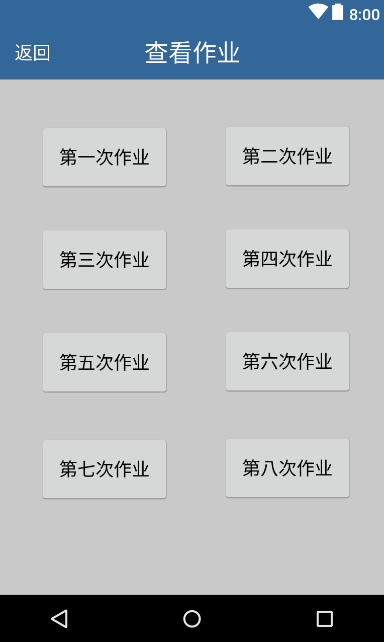 8:00
返回 查看作业
第一次作业 第二次作业
第三次作业 第四次作业
第五次作业 第六次作业
第七次作业 第八次作业